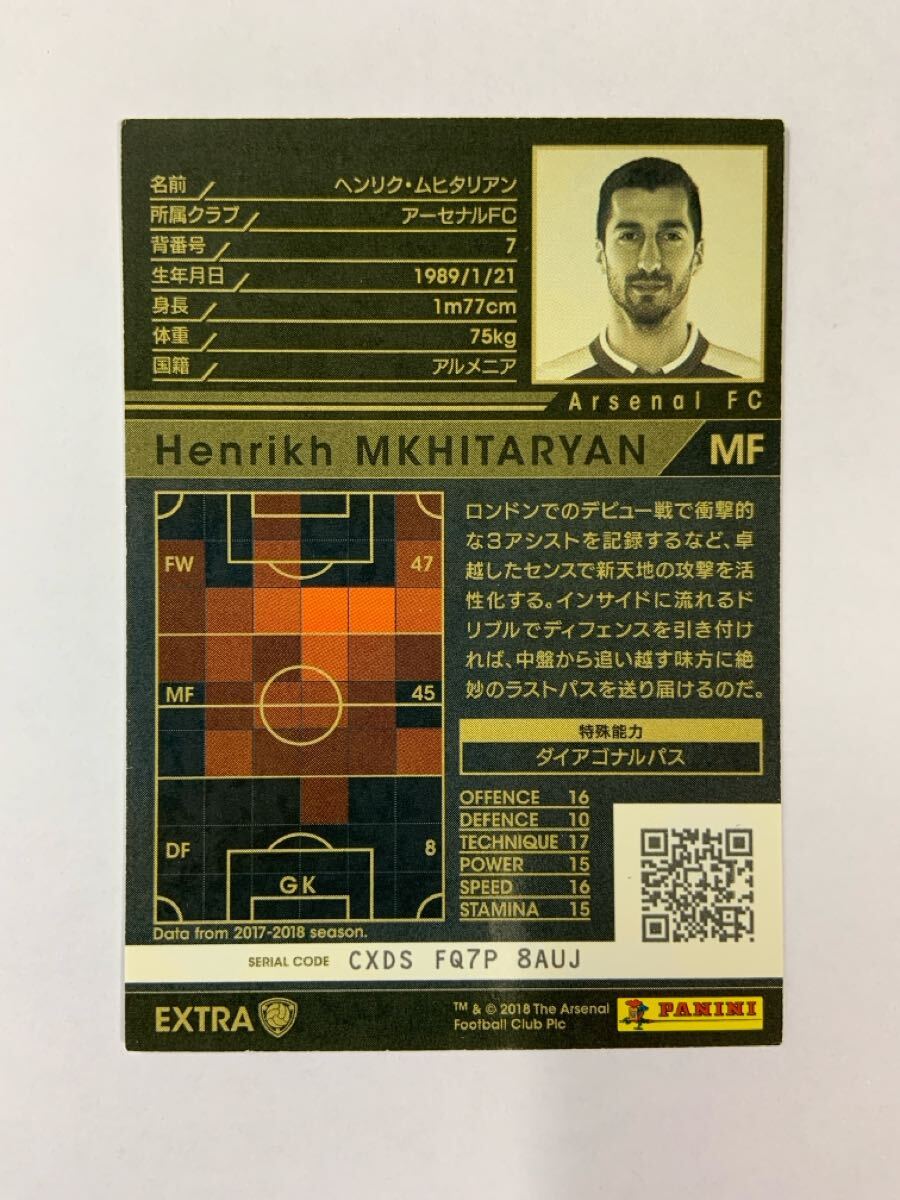 名前 ヘンリク・ムヒタリアン
所属クラブ アーセナルFC
背番号 7
生年月日 1989/1/21
身長 1m77cm
体重 75kg
国籍 アルメニア
Arsenal FC
Henrikh MKHITARYAN MF
FW 47
MF 45
DF 8
GK
Data from 2017-2018 season.
ロンドンでのデビュー戦で衝撃的
な3アシストを記録するなど、卓
越したセンスで新天地の攻撃を活
性化する。インサイドに流れるド
リブルでディフェンスを引き付け
れば、中盤から追い越す味方に絶
妙のラストパスを送り届けるのだ。
特殊能力
ダイアゴナルパス
OFFENCE 16
DEFENCE 10
TECHNIQUE 17
POWER 15
SPEED 16
STAMINA 15
SERIAL CODE CXDS FQ7P 8AUJ
EXTRA
™ & © 2018 The Arsenal
Football Club Plc
PANINI